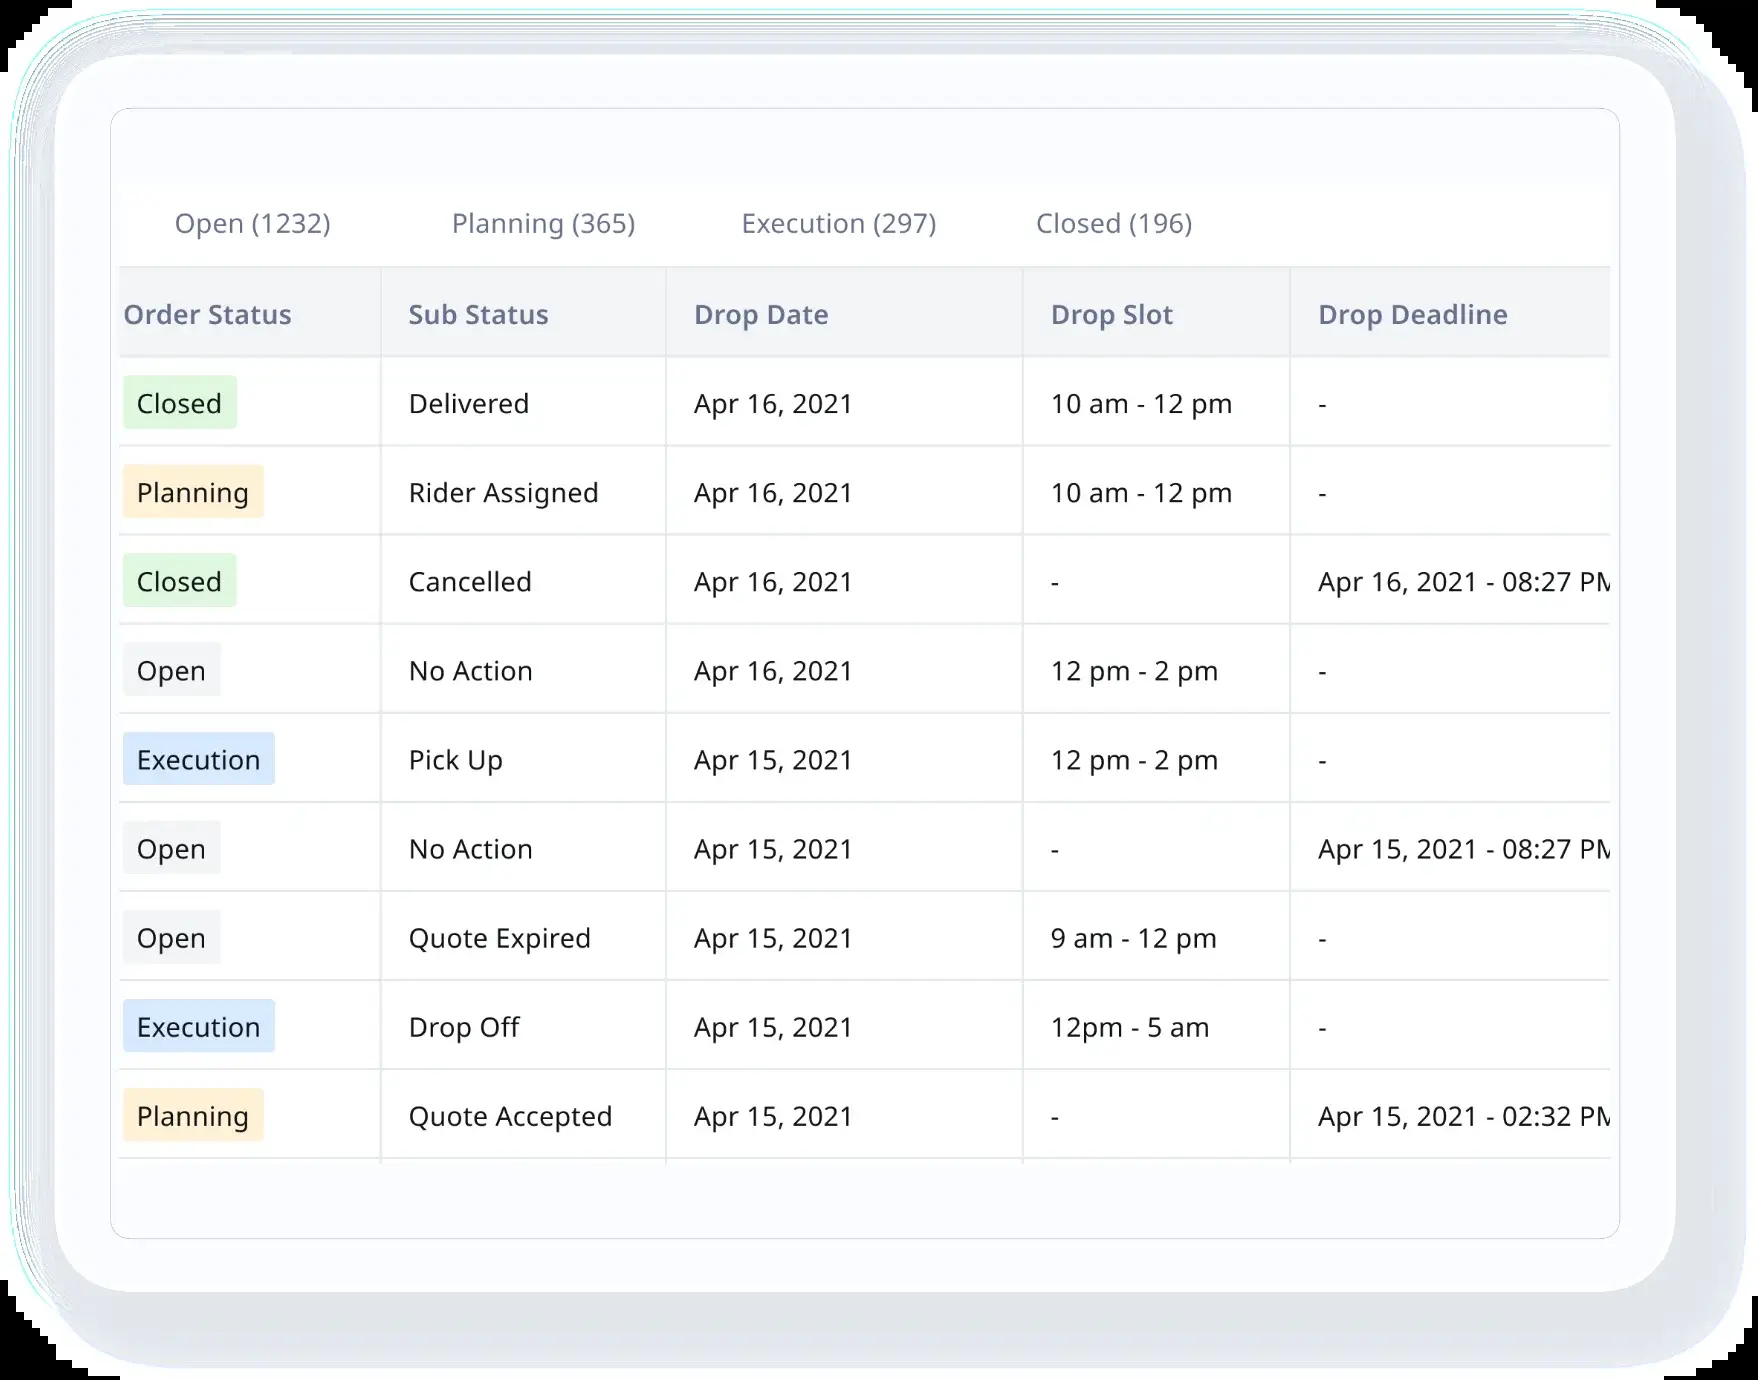 Open (1232) Planning (365) Execution (297) Closed (196)
Order Status Sub Status Drop Date Drop Slot Drop Deadline
Closed Delivered Apr 16, 2021 10 am - 12 pm -
Planning Rider Assigned Apr 16, 2021 10 am - 12 pm -
Closed Cancelled Apr 16, 2021 - Apr 16, 2021 - 08:27 PM
Open No Action Apr 16, 2021 12 pm - 2 pm -
Execution Pick Up Apr 15, 2021 12 pm - 2 pm -
Open No Action Apr 15, 2021 - Apr 15, 2021 - 08:27 PM
Open Quote Expired Apr 15, 2021 9 am - 12 pm -
Execution Drop Off Apr 15, 2021 12pm - 5 am -
Planning Quote Accepted Apr 15, 2021 - Apr 15, 2021 - 02:32 PM